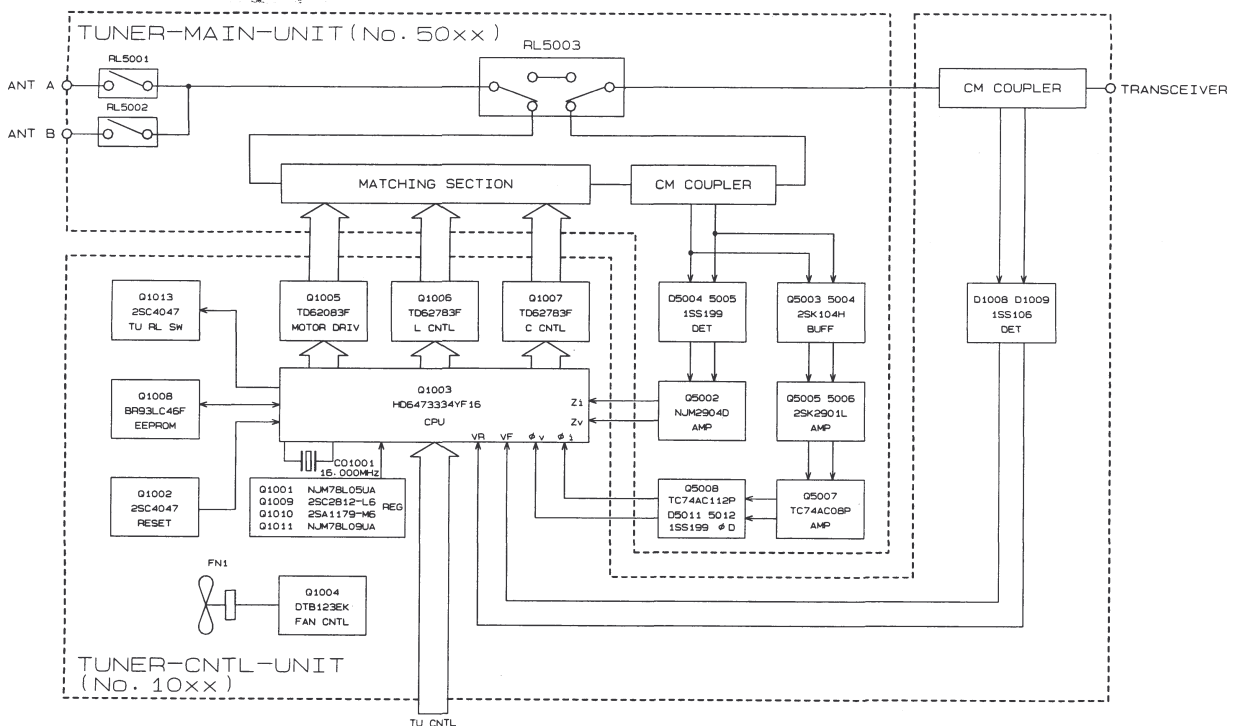 TUNER-MAIN-UNIT(No.50xx)
RL5003
RL5001
ANT A
RL5002
ANT B
CM COUPLER
TRANSCEIVER
MATCHING SECTION
CM COUPLER
Q1013
2SC4047
TU RL SW
Q1005
TD62083F
MOTOR DRIV
Q1006
TD62783F
L CNTL
Q1007
TD62783F
C CNTL
D5004 5005
1SS199
DET
Q5003 5004
2SK104H
BUFF
D1008 D1009
1SS106
DET
Q1008
BR93LC46F
EEPROM
Q1003
HD6473334YF16
CPU
Zi
Zv
VR VF φv φi
Q5002
NJM2904D
AMP
Q5005 5006
2SK2901L
AMP
CO1001
16.000MHz
Q1002
2SC4047
RESET
Q1001 NJM78L05UA
Q1009 2SC2812-L6
Q1010 2SA1179-M6
Q1011 NJM78L09UA
REG
Q5008
TC74AC112P
D5011 5012
1SS199 φD
Q5007
TC74AC08P
AMP
FN1
Q1004
DTB123EK
FAN CNTL
TUNER-CNTL-UNIT
(No.10xx)
TU CNTL